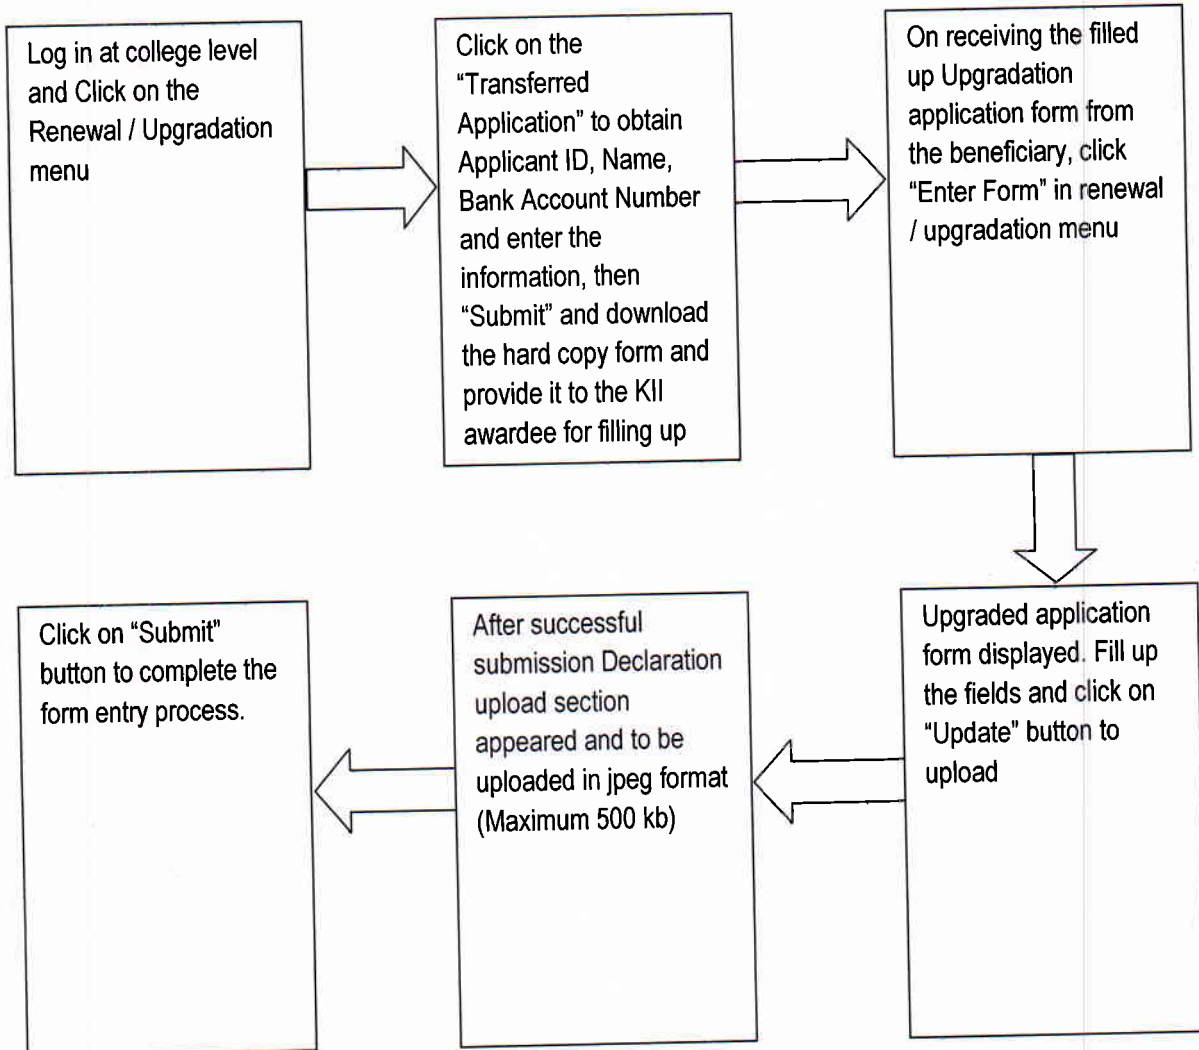 Log in at college level
and Click on the
Renewal / Upgradation
menu
Click on the
“Transferred
Application” to obtain
Applicant ID, Name,
Bank Account Number
and enter the
information, then
“Submit” and download
the hard copy form and
provide it to the KII
awardee for filling up
On receiving the filled
up Upgradation
application form from
the beneficiary, click
“Enter Form” in renewal
/ upgradation menu
Upgraded application
form displayed. Fill up
the fields and click on
“Update” button to
upload
After successful
submission Declaration
upload section
appeared and to be
uploaded in jpeg format
(Maximum 500 kb)
Click on “Submit”
button to complete the
form entry process.